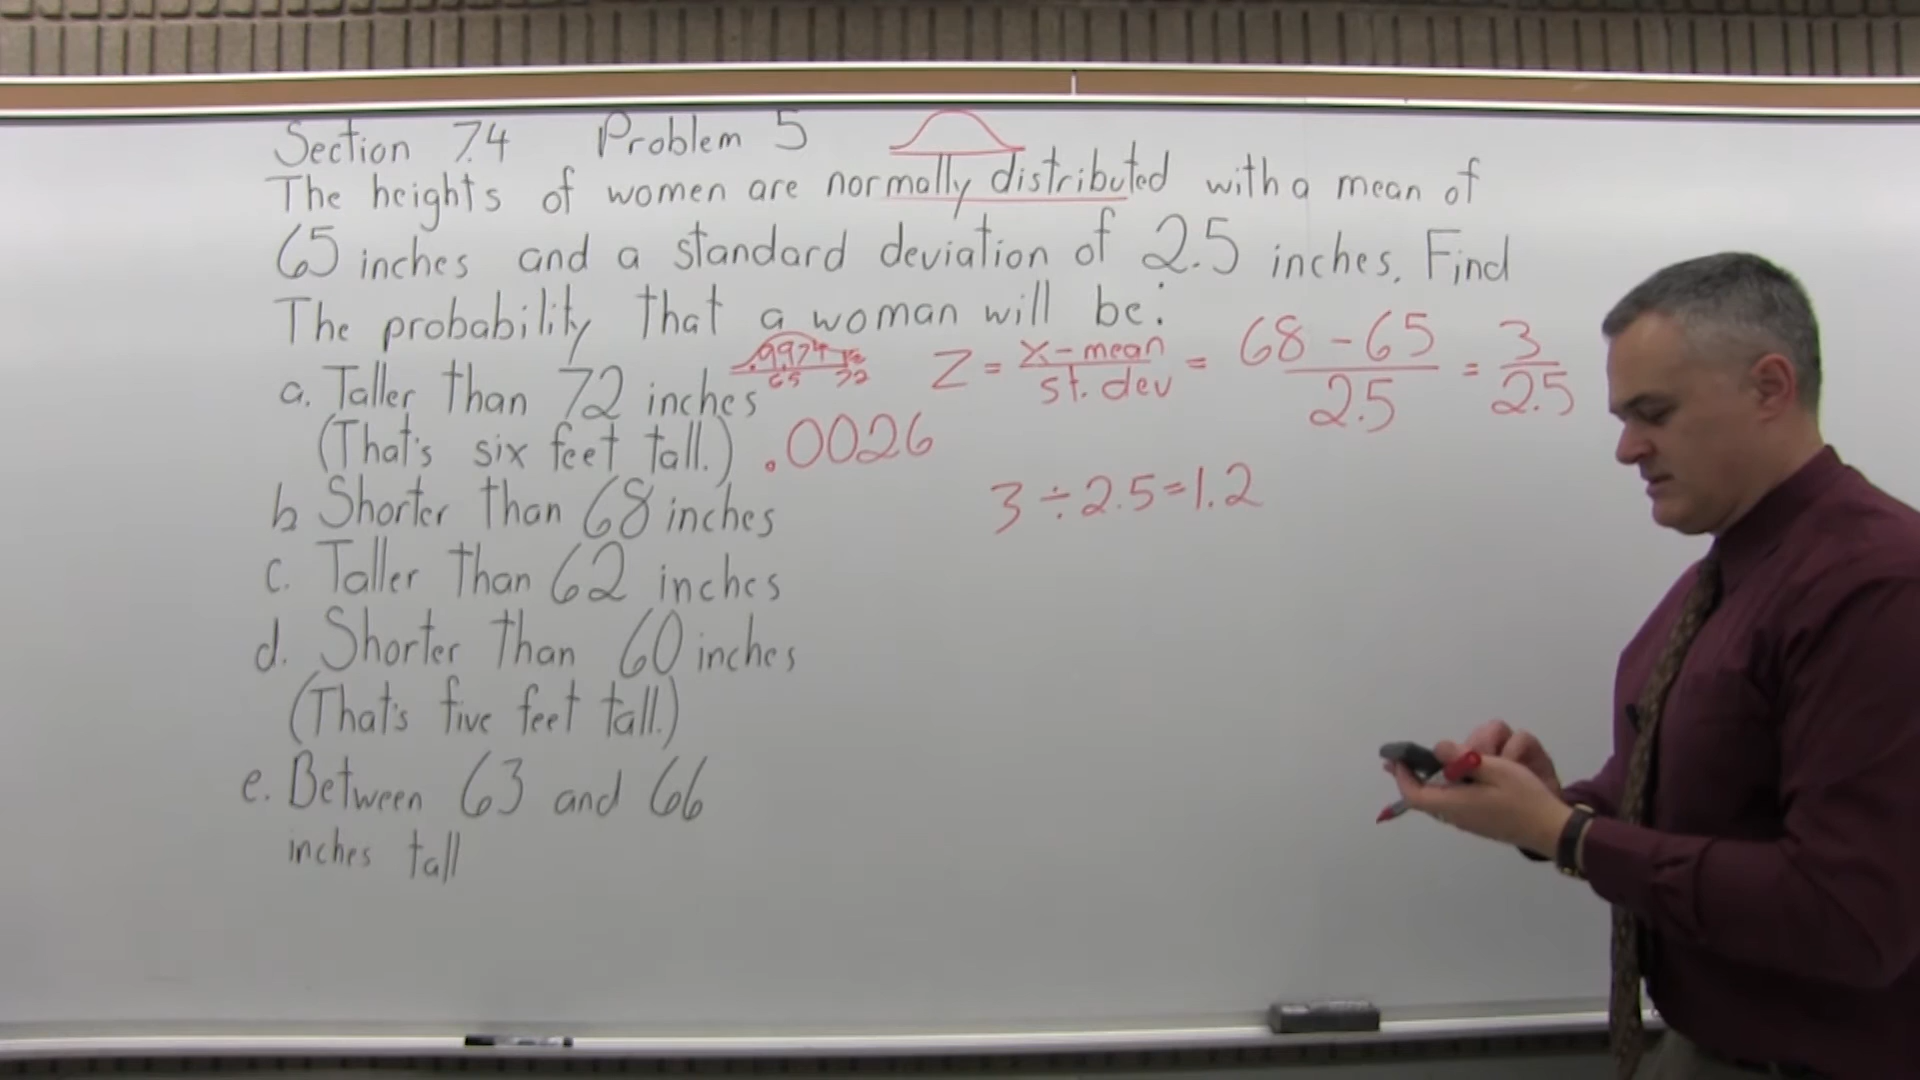 Section 7.4 Problem 5
The heights of women are normally distributed with a mean of
65 inches and a standard deviation of 2.5 inches. Find
The probability that a woman will be:
a. Taller than 72 inches
.9974
65 72
(That's six feet tall.) .0026
Z = x-mean / st. dev = 68-65 / 2.5 = 3 / 2.5
3 ÷ 2.5 = 1.2
b Shorter than 68 inches
c. Taller than 62 inches
d. Shorter than 60 inches
(That's five feet tall.)
e. Between 63 and 66
inches tall